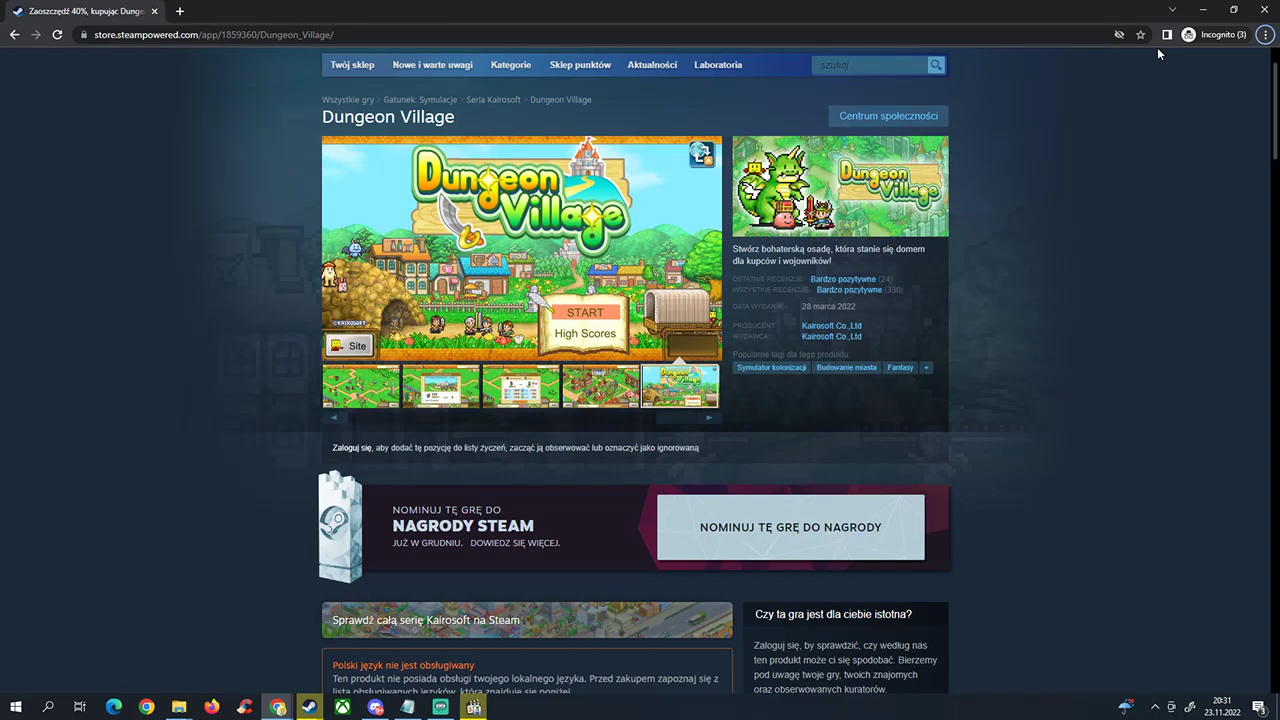 Zaoszczędź 40%, kupując Dunge
store.steampowered.com/app/1859360/Dungeon_Village/
Incognito (3)
Twój sklep
Nowe i warte uwagi
Kategorie
Sklep punktów
Aktualności
Laboratoria
szukaj
Wszystkie gry > Gatunek: Symulacje > Seria Kairosoft > Dungeon Village
Dungeon Village
Centrum społeczności
Dungeon
Village
START
High Scores
©KAIROSOFT
Site
Dungeon
Village
Stwórz bohaterską osadę, która stanie się domem
dla kupców i wojowników!
OSTATNIE RECENZJE: Bardzo pozytywne (24)
WSZYSTKIE RECENZJE: Bardzo pozytywne (330)
DATA WYDANIA: 28 marca 2022
PRODUCENT Kairosoft Co.,Ltd
WYDAWCA: Kairosoft Co.,Ltd
Popularne tagi dla tego produktu:
Symulator kolonizacji
Budowanie miasta
Fantasy
+
Zaloguj się, aby dodać tę pozycję do listy życzeń, zacząć ją obserwować lub oznaczyć jako ignorowaną
NOMINUJ TĘ GRĘ DO
NAGRODY STEAM
JUŻ W GRUDNIU. DOWIEDZ SIĘ WIĘCEJ.
NOMINUJ TĘ GRĘ DO NAGRODY
Sprawdź całą serię Kairosoft na Steam
Czy ta gra jest dla ciebie istotna?
Zaloguj się, by sprawdzić, czy według nas
ten produkt może ci się spodobać. Bierzemy
pod uwagę twoje gry, twoich znajomych
oraz obserwowanych kuratorów.
Polski język nie jest obsługiwany
Ten produkt nie posiada obsługi twojego lokalnego języka. Przed zakupem zapoznaj się z
listą obsługiwanych języków, która znajduje się poniżej.
20:31
23.11.2022
3